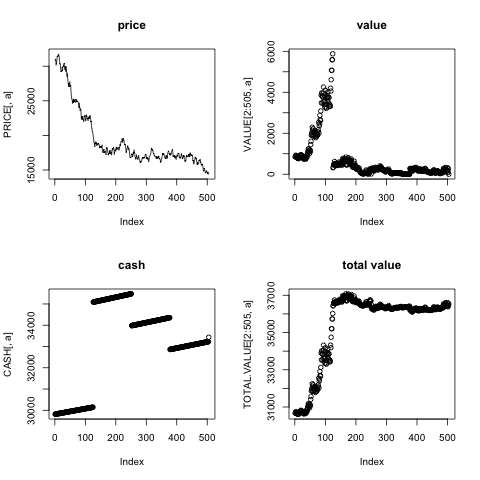 price
PRICE[, a]
25000
15000
0 100 200 300 400 500
Index
value
VALUE[2:505, a]
6000
4000
2000
0
0 100 200 300 400 500
Index
cash
CASH[, a]
34000
32000
30000
0 100 200 300 400 500
Index
total value
TOTAL.VALUE[2:505, a]
37000
35000
33000
31000
0 100 200 300 400 500
Index